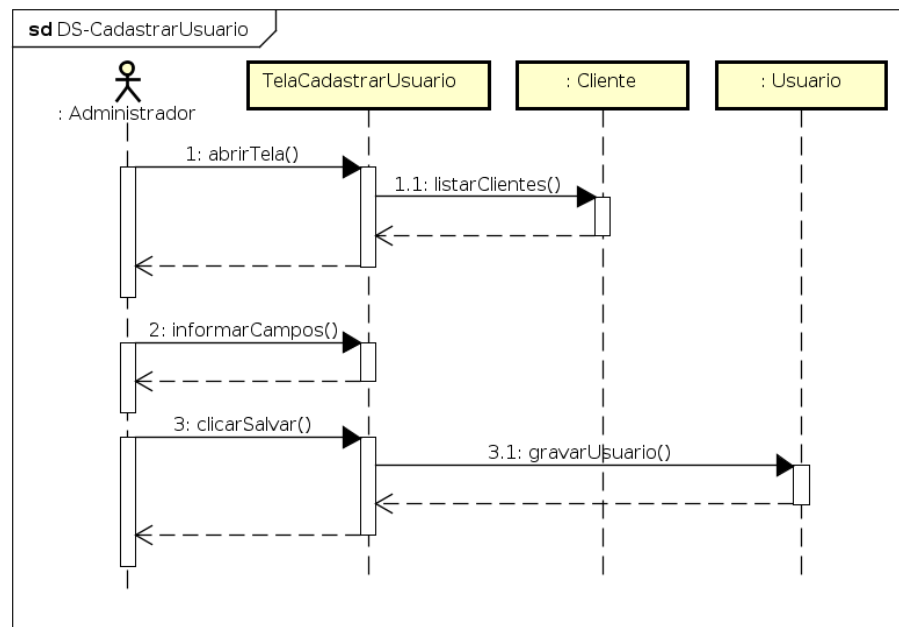 sd DS-CadastrarUsuario
: Administrador
TelaCadastrarUsuario
: Cliente
: Usuario
1: abrirTela()
1.1: listarClientes()
2: informarCampos()
3: clicarSalvar()
3.1: gravarUsuario()